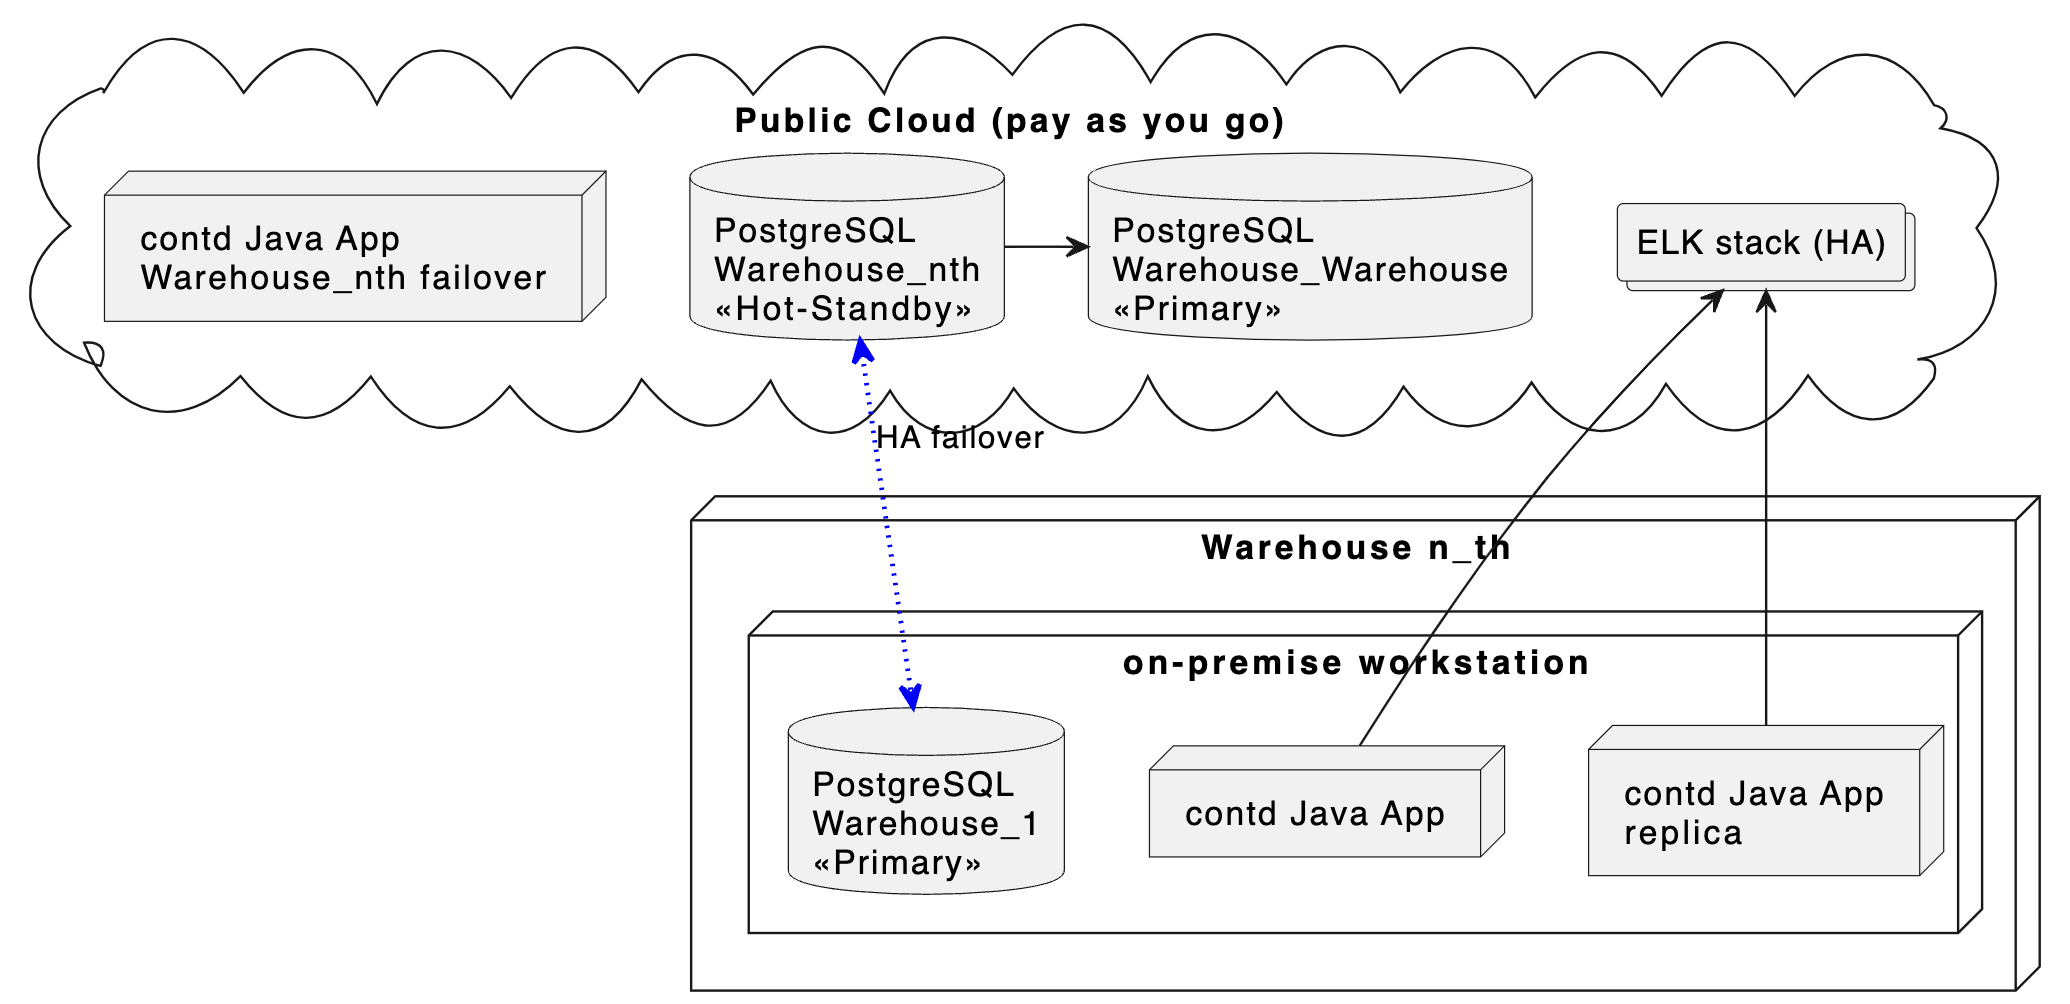 Public Cloud (pay as you go)
contd Java App
Warehouse_nth failover
PostgreSQL
Warehouse_nth
«Hot-Standby»
PostgreSQL
Warehouse_Warehouse
«Primary»
ELK stack (HA)
HA failover
Warehouse n_th
on-premise workstation
PostgreSQL
Warehouse_1
«Primary»
contd Java App
contd Java App
replica